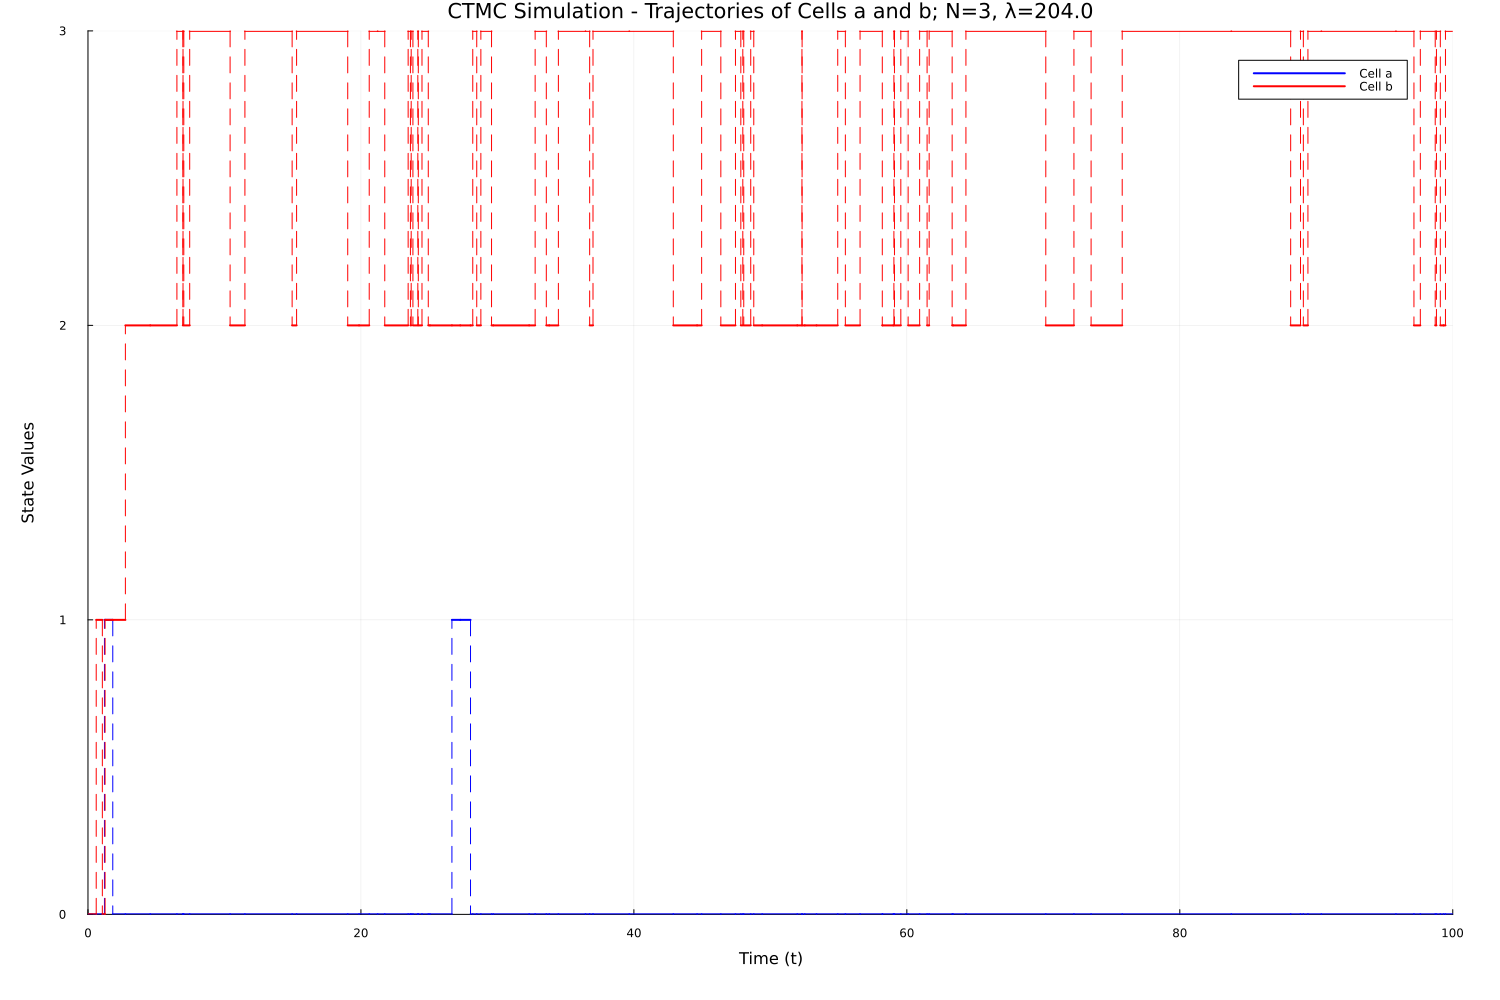 CTMC Simulation - Trajectories of Cells a and b; N=3, λ=204.0
3
Cell a
Cell b
2
State Values
1
0
0 20 40 60 80 100
Time (t)